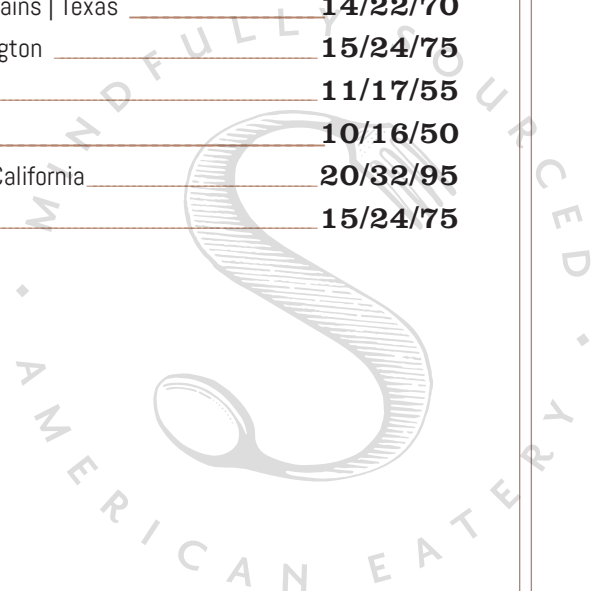 ains | Texas 14/22/70
gton 15/24/75
11/17/55
10/16/50
California 20/32/95
15/24/75
MINDFULLY SOURCED • AMERICAN EATERY •